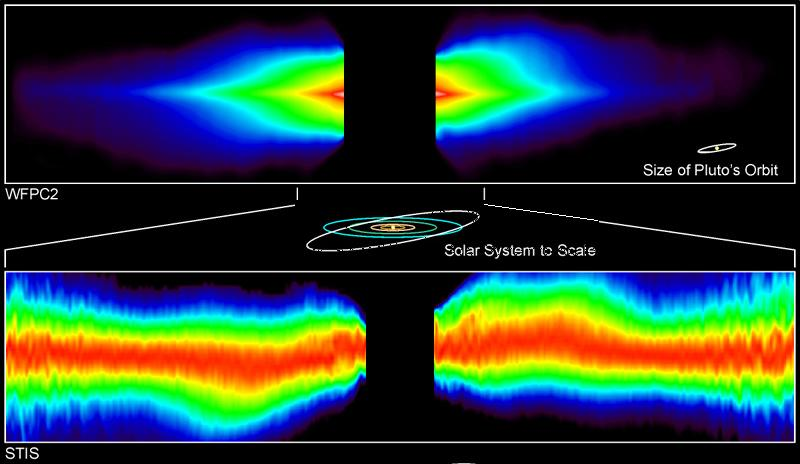 Size of Pluto's Orbit
WFPC2
Solar System to Scale
STIS